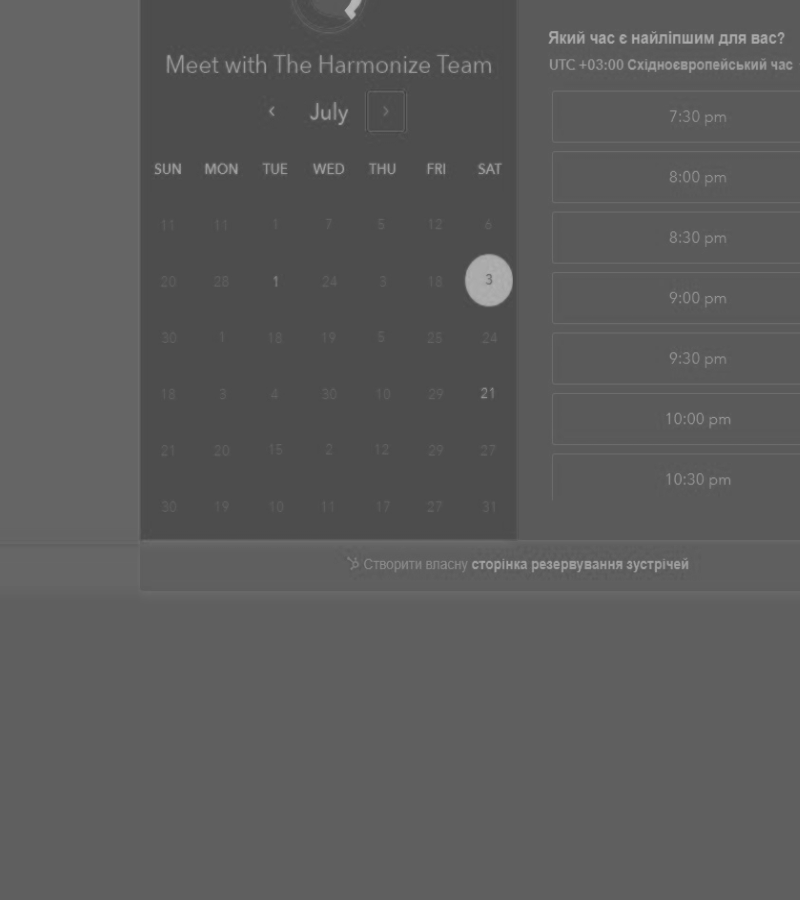 Meet with The Harmonize Team
July
SUN MON TUE WED THU FRI SAT
11 11 1 7 5 12 6
20 28 1 24 3 18 3
30 1 18 19 5 25 24
18 3 4 30 10 29 21
21 20 15 2 12 29 27
30 19 10 11 17 27 31
Який час є найліпшим для вас?
UTC +03:00 Східноєвропейський час
7:30 pm
8:00 pm
8:30 pm
9:00 pm
9:30 pm
10:00 pm
10:30 pm
Створити власну сторінка резервування зустрічей